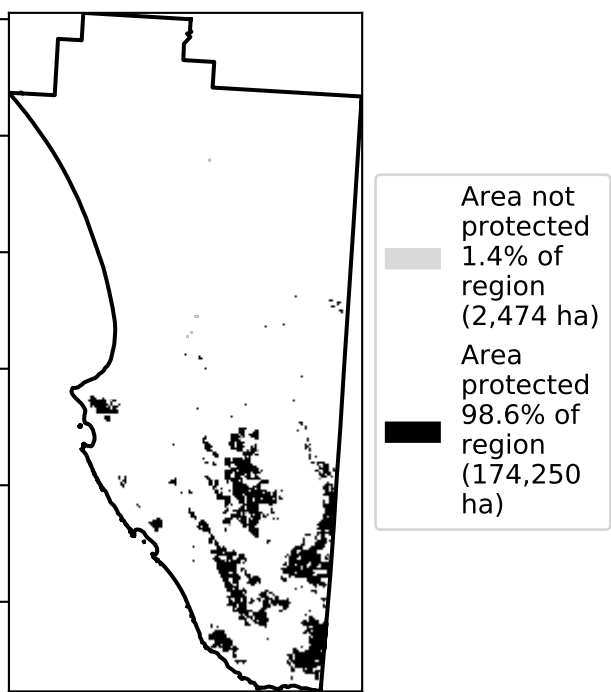 Area not
protected
1.4% of
region
(2,474 ha)
Area
protected
98.6% of
region
(174,250
ha)